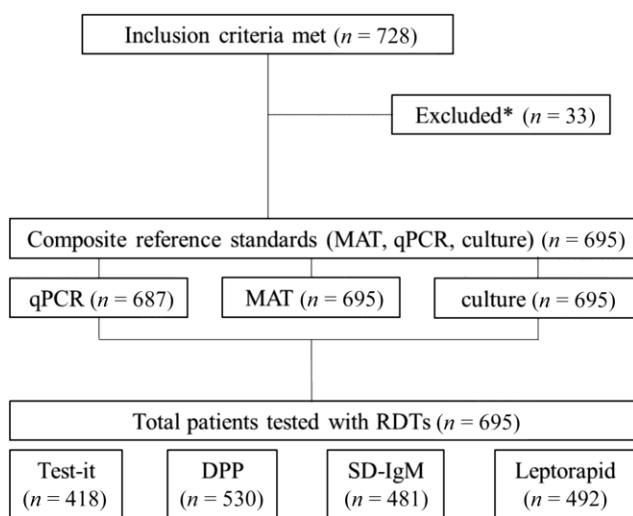 Inclusion criteria met (n = 728)
Excluded* (n = 33)
Composite reference standards (MAT, qPCR, culture) (n = 695)
qPCR (n = 687)
MAT (n = 695)
culture (n = 695)
Total patients tested with RDTs (n = 695)
Test-it
(n = 418)
DPP
(n = 530)
SD-IgM
(n = 481)
Leptorapid
(n = 492)